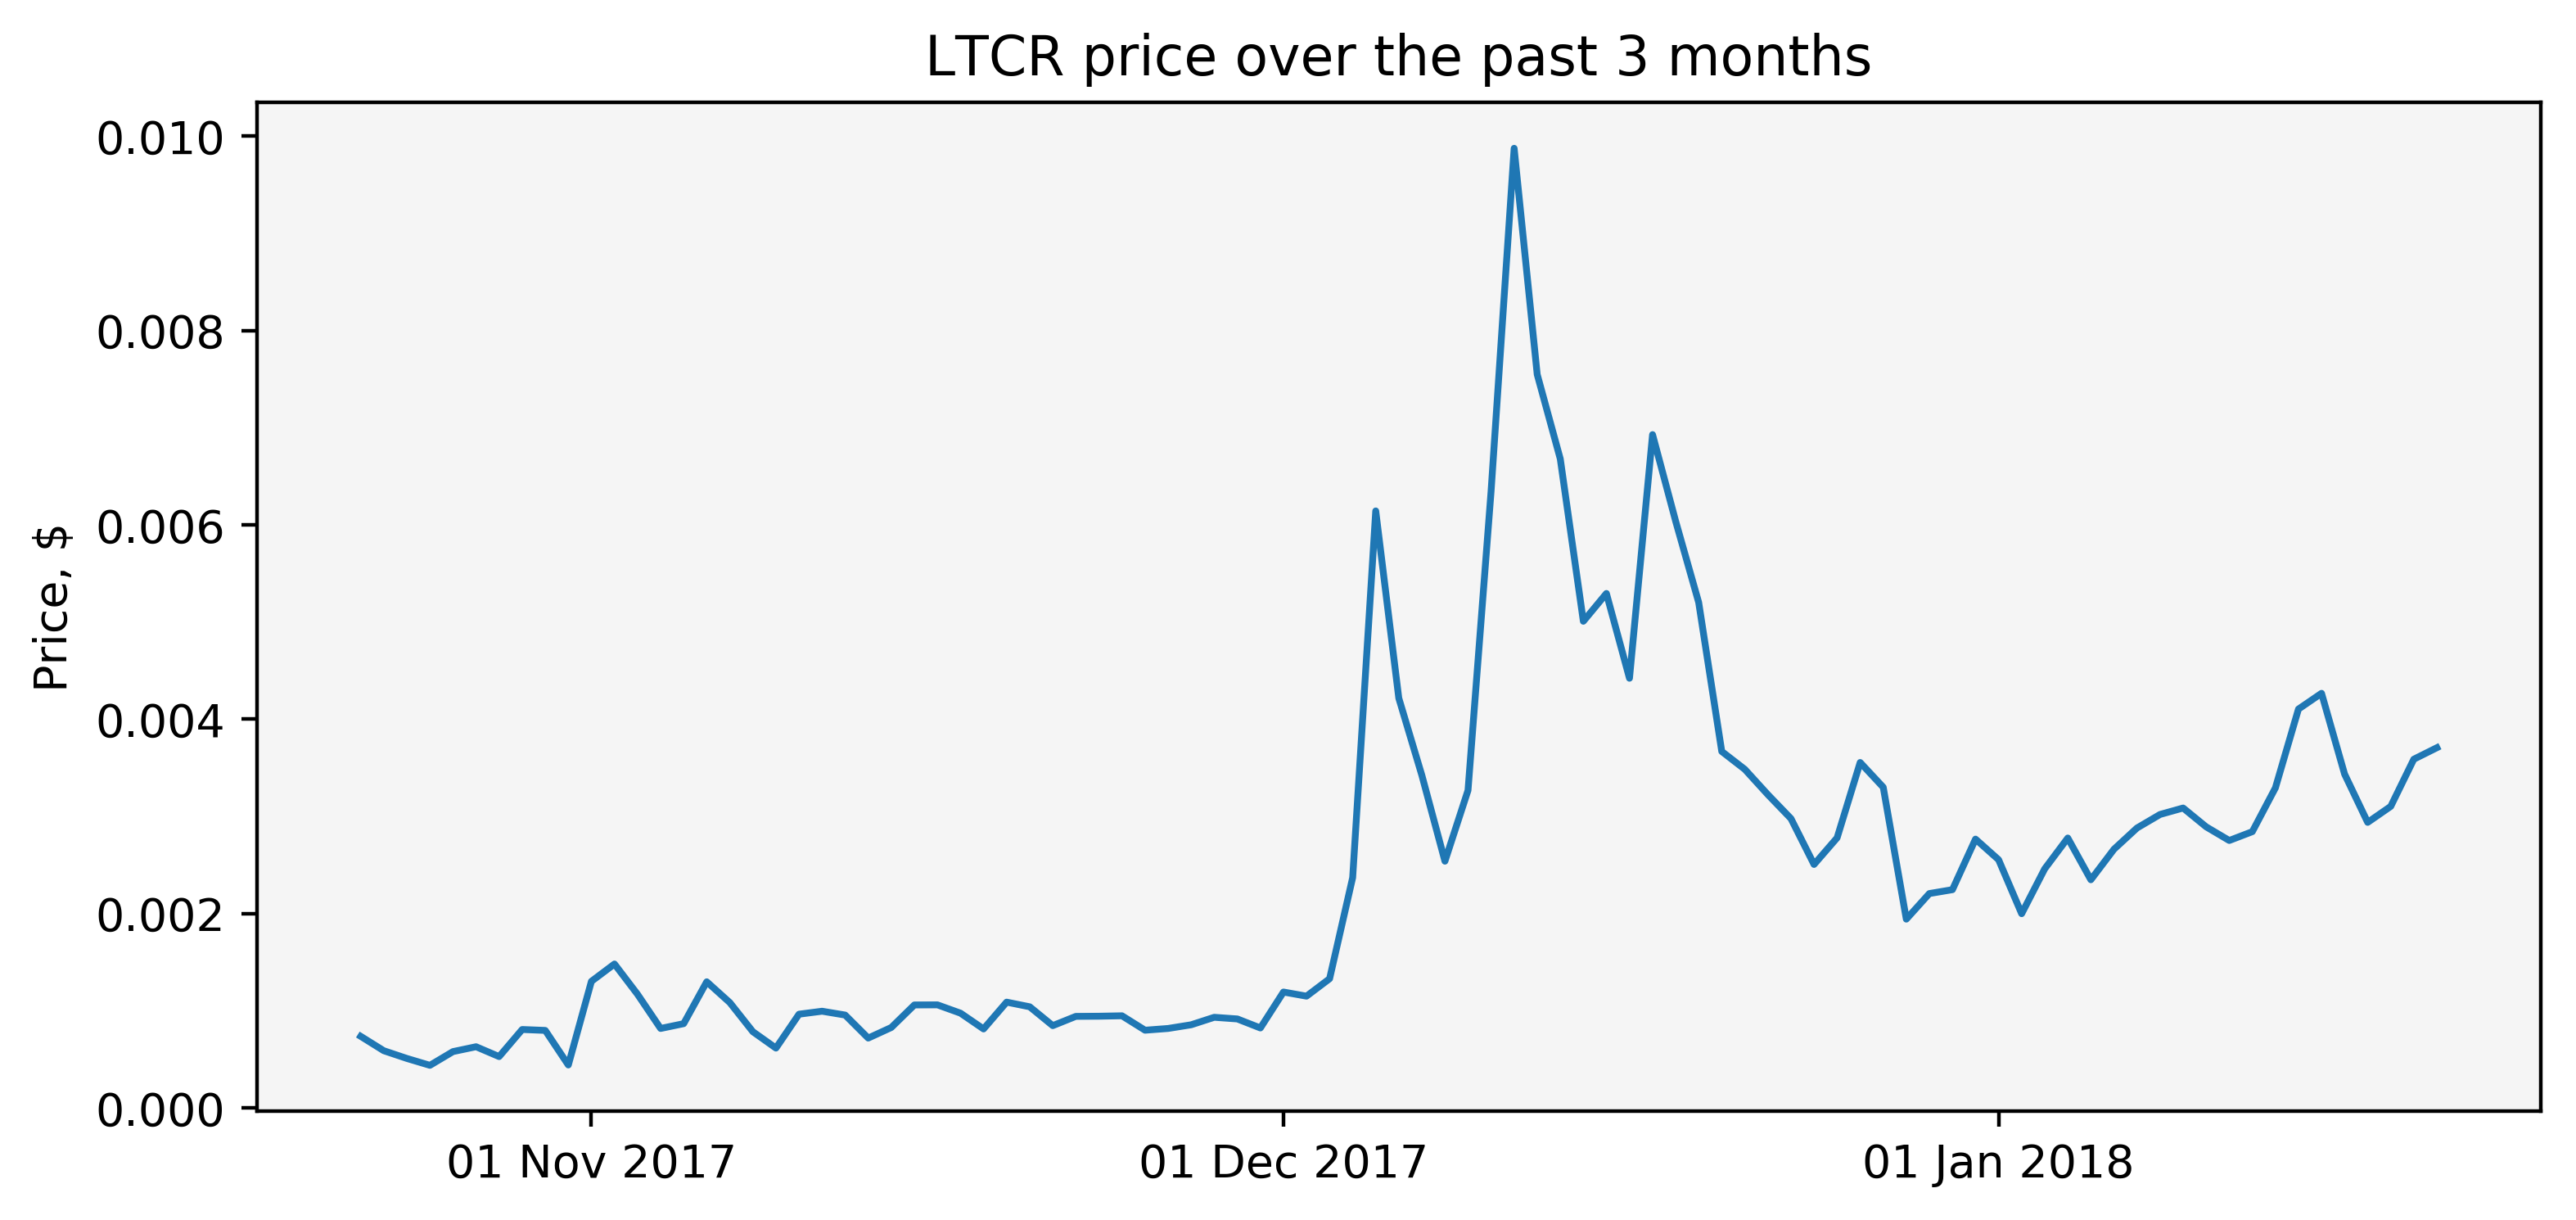 LTCR price over the past 3 months
0.010
0.008
0.006
0.004
0.002
0.000
Price, $
01 Nov 2017
01 Dec 2017
01 Jan 2018